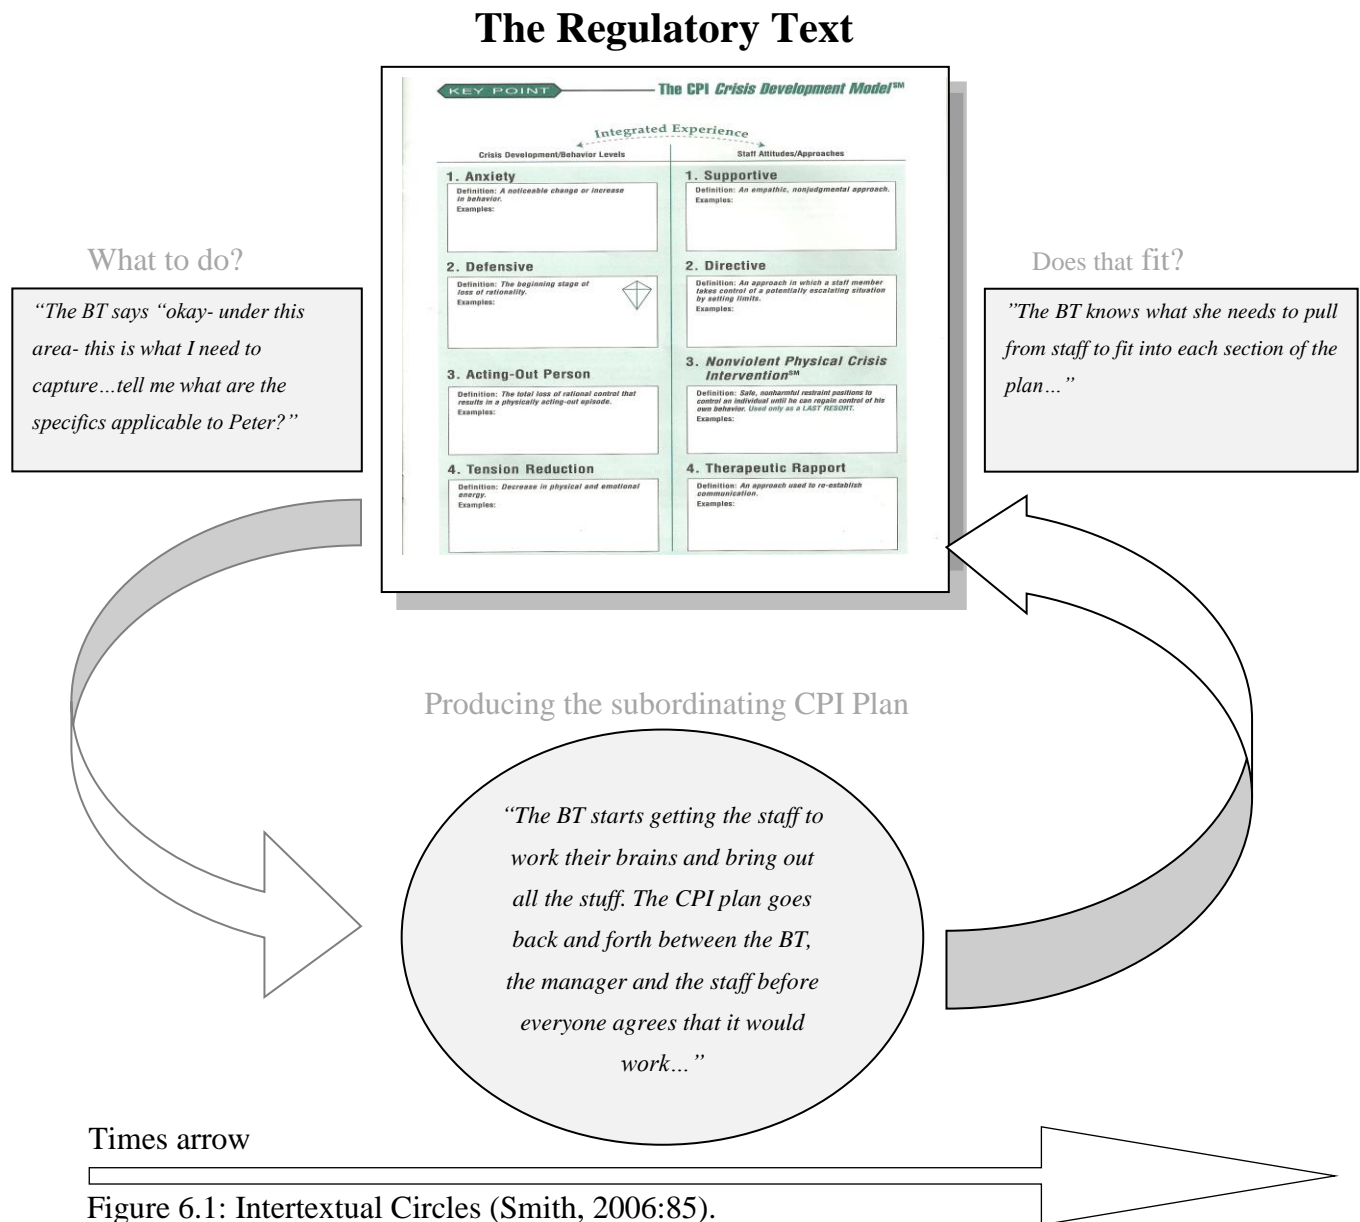 The Regulatory Text
KEY POINT
The CPI Crisis Development Model℠
Integrated Experience
Crisis Development/Behavior Levels
Staff Attitudes/Approaches
1. Anxiety
Definition: A noticeable change or increase
in behavior.
Examples:
1. Supportive
Definition: An empathic, nonjudgmental approach.
Examples:
2. Defensive
Definition: The beginning stage of
loss of rationality.
Examples:
2. Directive
Definition: An approach in which a staff member
takes control of a potentially escalating situation
by setting limits.
Examples:
3. Acting-Out Person
Definition: The total loss of rational control that
results in a physically acting-out episode.
Examples:
3. Nonviolent Physical Crisis
Intervention℠
Definition: Safe, nonharmful restraint positions to
control an individual until he can regain control of his
own behavior. Used only as a LAST RESORT.
Examples:
4. Tension Reduction
Definition: Decrease in physical and emotional
energy.
Examples:
4. Therapeutic Rapport
Definition: An approach used to re-establish
communication.
Examples:
What to do?
“The BT says “okay- under this
area- this is what I need to
capture…tell me what are the
specifics applicable to Peter?”
Does that fit?
”The BT knows what she needs to pull
from staff to fit into each section of the
plan…”
Producing the subordinating CPI Plan
“The BT starts getting the staff to
work their brains and bring out
all the stuff. The CPI plan goes
back and forth between the BT,
the manager and the staff before
everyone agrees that it would
work…”
Times arrow
Figure 6.1: Intertextual Circles (Smith, 2006:85).